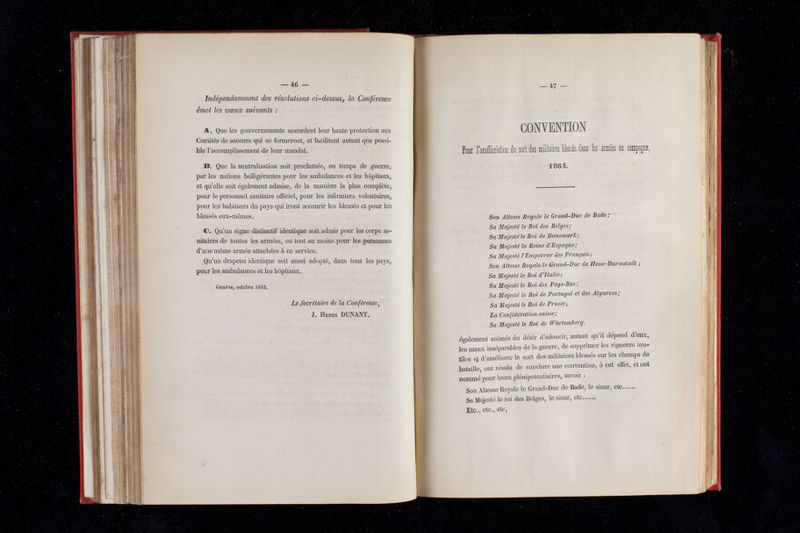 — 46 —
Indépendamment des résolutions ci-dessus, la Conférence
émet les vœux suivants :
A. Que les gouvernements accordent leur haute protection aux
Comités de secours qui se formeront, et facilitent autant que possi-
ble l'accomplissement de leur mandat.
B. Que la neutralisation soit proclamée, en temps de guerre,
par les nations belligérantes pour les ambulances et les hôpitaux,
et qu'elle soit également admise, de la manière la plus complète,
pour le personnel sanitaire officiel, pour les infirmiers volontaires,
pour les habitants du pays qui iront secourir les blessés et pour les
blessés eux-mêmes.
C. Qu'un signe distinctif identique soit admis pour les corps sa-
nitaires de toutes les armées, ou tout au moins pour les personnes
d'une même armée attachées à ce service.
Qu'un drapeau identique soit aussi adopté, dans tous les pays,
pour les ambulances et les hôpitaux.
Genève, octobre 1863.
Le Secrétaire de la Conférence,
J. Henry DUNANT.
— 47 —
CONVENTION
Pour l'amélioration du sort des militaires blessés dans les armées en campagne.
1864.
Son Altesse Royale le Grand-Duc de Bade;
Sa Majesté le Roi des Belges;
Sa Majesté le Roi de Danemark;
Sa Majesté la Reine d'Espagne;
Sa Majesté l'Empereur des Français;
Son Altesse Royale le Grand-Duc de Hesse-Darmstadt;
Sa Majesté le Roi d'Italie;
Sa Majesté le Roi des Pays-Bas;
Sa Majesté le Roi de Portugal et des Algarves;
Sa Majesté le Roi de Prusse;
La Confédération suisse;
Sa Majesté le Roi de Würtemberg.
également animés du désir d'adoucir, autant qu'il dépend d'eux,
les maux inséparables de la guerre, de supprimer les rigueurs inu-
tiles et d'améliorer le sort des militaires blessés sur les champs de
bataille, ont résolu de conclure une convention, à cet effet, et ont
nommé pour leurs plénipotentiaires, savoir :
Son Altesse Royale le Grand-Duc de Bade, le sieur, etc......
Sa Majesté le roi des Belges, le sieur, etc......
Etc., etc., etc,